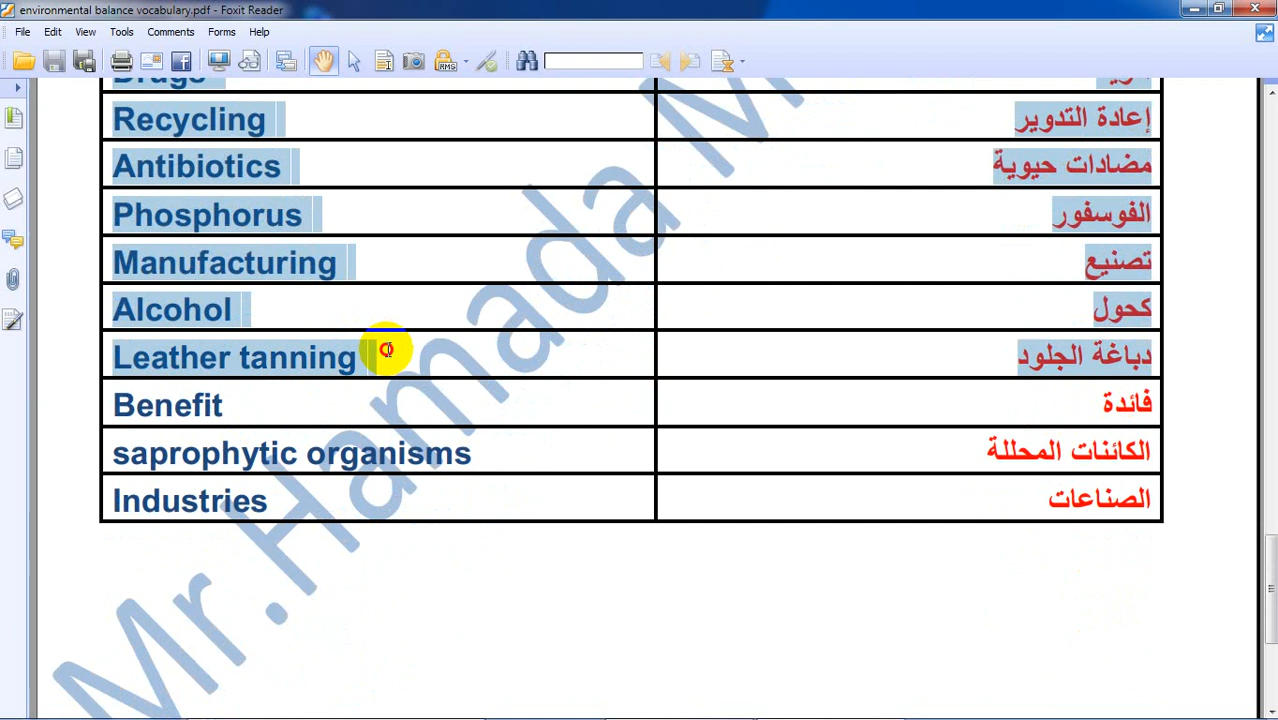 environmental balance vocabulary.pdf - Foxit Reader
File Edit View Tools Comments Forms Help
RMS
Drugs
Recycling إعادة التدوير
Antibiotics مضادات حيوية
Phosphorus الفوسفور
Manufacturing تصنيع
Alcohol كحول
Leather tanning دباغة الجلود
Benefit فائدة
saprophytic organisms الكائنات المحللة
Industries الصناعات
Mr.Hamada M
M